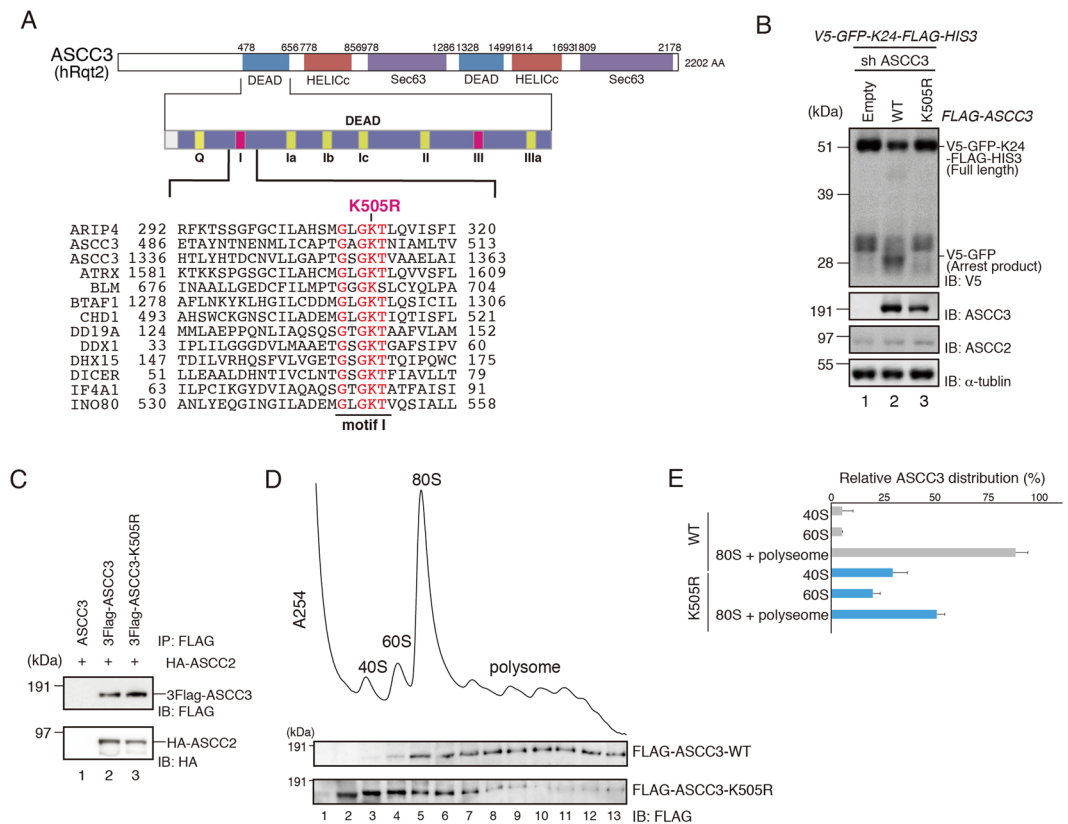 A
ASCC3
(hRqt2)
478 656 778 856 978 1286 1328 1499 1614 1693 1809 2178
2202 AA
DEAD HELICc Sec63 DEAD HELICc Sec63
DEAD
Q I Ia Ib Ic II III IIIa
K505R
ARIP4 292 RFKTSSGFGCILAHSMGLGKTLQVISFI 320
ASCC3 486 ETAYNTNENMLICAPTGAGKTNIAMLTV 513
ASCC3 1336 HTLYHTDCNVLLGAPTGSGKTVAAELAI 1363
ATRX 1581 KTKKSPGSGCILAHCMGLGKTLQVVSFL 1609
BLM 676 INAALLGEDCFILMPTGGGKSLCYQLPA 704
BTAF1 1278 AFLNKYKLHGILCDDMGLGKTLQSICIL 1306
CHD1 493 AHSWCKGNSCILADEMGLGKTIQTISFL 521
DD19A 124 MMLAEPPQNLIAQSQSGTGKTAAFVLAM 152
DDX1 33 IPLILGGGDVLMAAETGSGKTGAFSIPV 60
DHX15 147 TDILVRHQSFVLVGETGSGKTTQIPQWC 175
DICER 51 LLEAALDHNTIVCLNTGSGKTFIAVLLT 79
IF4A1 63 ILPCIKGYDVIAQAQSGTGKTATFAISI 91
INO80 530 ANLYEQGINGILADEMGLGKTVQSIALL 558
motif I
B
V5-GFP-K24-FLAG-HIS3
sh ASCC3
Empty WT K505R FLAG-ASCC3
(kDa)
51
39
28
V5-GFP-K24
-FLAG-HIS3
(Full length)
V5-GFP
(Arrest product)
IB: V5
191
IB: ASCC3
97
IB: ASCC2
55
IB: α-tublin
1 2 3
C
ASCC3 3Flag-ASCC3 3Flag-ASCC3-K505R IP: FLAG
(kDa) + + + HA-ASCC2
191
3Flag-ASCC3
IB: FLAG
97
HA-ASCC2
IB: HA
1 2 3
D
A254
40S 60S 80S polysome
(kDa)
191
FLAG-ASCC3-WT
191
FLAG-ASCC3-K505R
1 2 3 4 5 6 7 8 9 10 11 12 13 IB: FLAG
E
Relative ASCC3 distribution (%)
0 25 50 75 100
WT
40S
60S
80S + polyseome
K505R
40S
60S
80S + polyseome